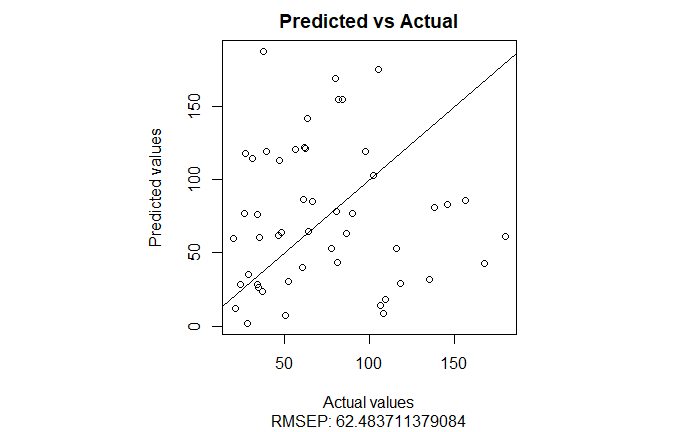 Predicted vs Actual
Predicted values
150
100
50
0
50 100 150
Actual values
RMSEP: 62.483711379084